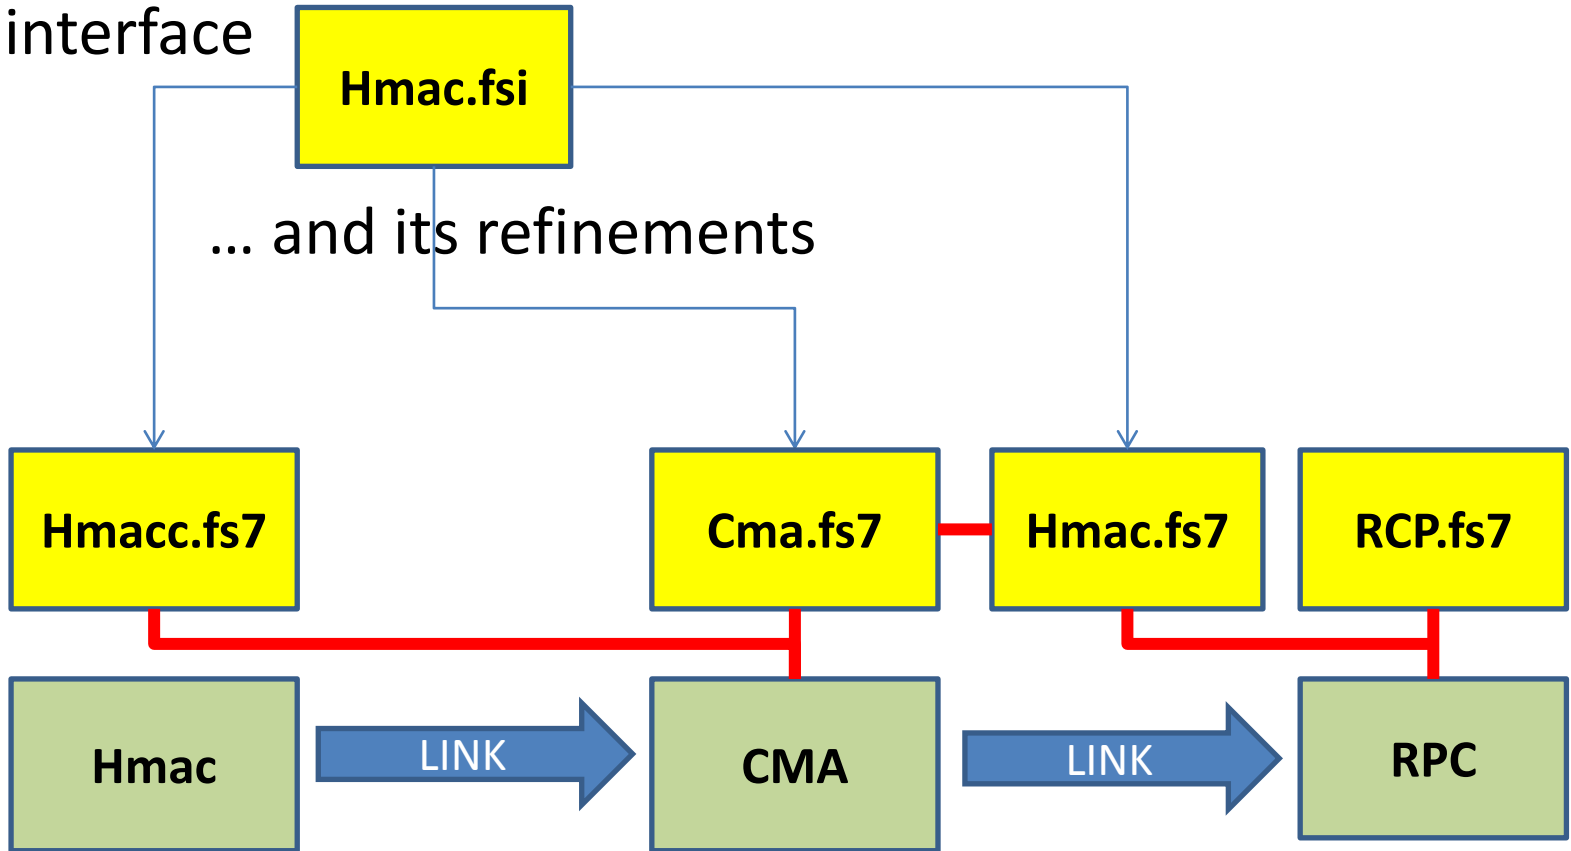 interface
Hmac.fsi
... and its refinements
Hmacc.fs7
Cma.fs7
Hmac.fs7
RCP.fs7
Hmac
LINK
CMA
LINK
RPC